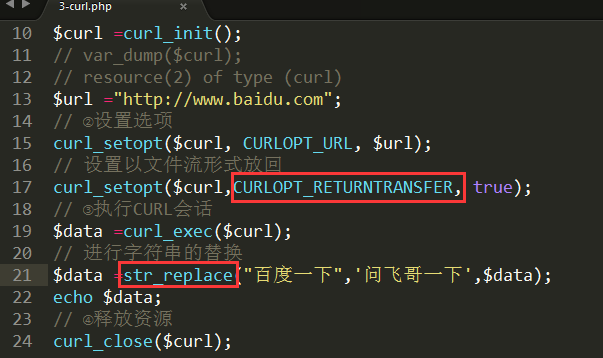 3-curl.php ×
10 $curl =curl_init();
11 // var_dump($curl);
12 // resource(2) of type (curl)
13 $url ="http://www.baidu.com";
14 // ②设置选项
15 curl_setopt($curl, CURLOPT_URL, $url);
16 // 设置以文件流形式放回
17 curl_setopt($curl,CURLOPT_RETURNTRANSFER, true);
18 // ③执行CURL会话
19 $data =curl_exec($curl);
20 // 进行字符串的替换
21 $data =str_replace("百度一下",'问飞哥一下',$data);
22 echo $data;
23 // ④释放资源
24 curl_close($curl);